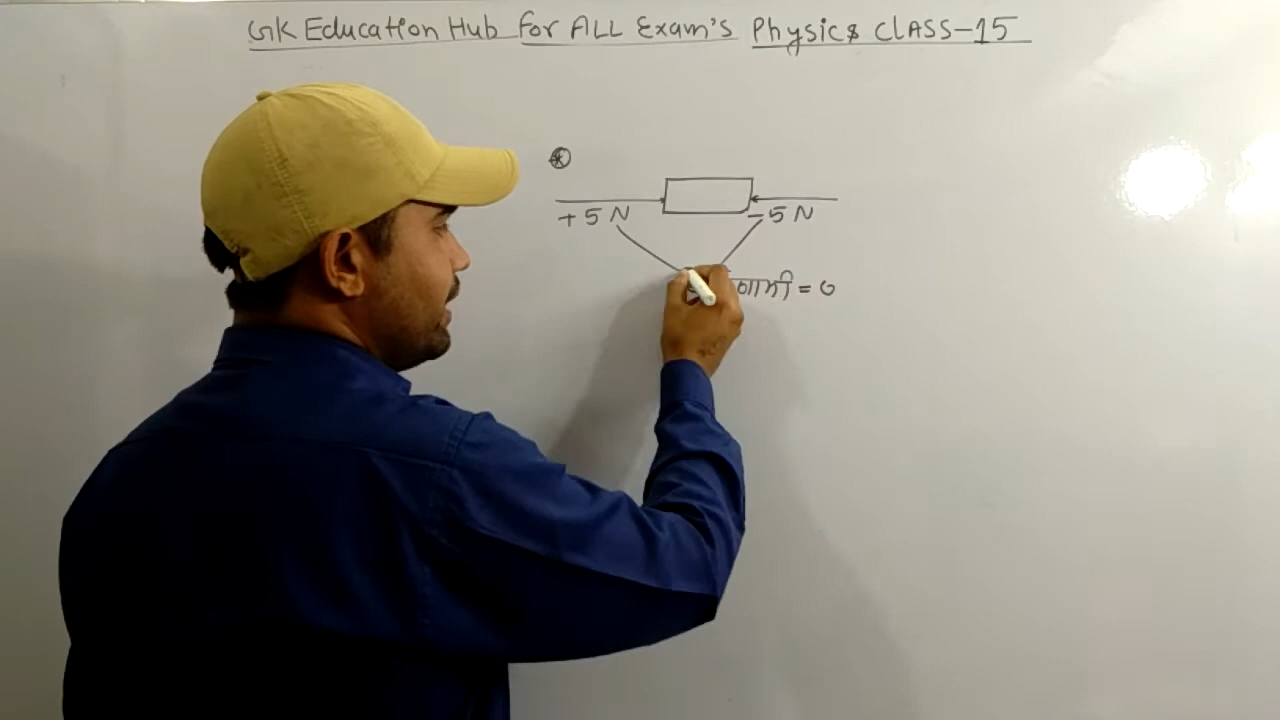 GK Education Hub for ALL Exam's Physics CLASS-15
+ 5 N - 5 N
= 0